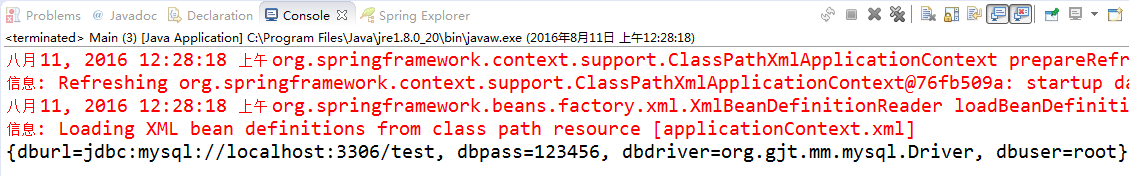 Problems @ Javadoc Declaration Console Spring Explorer
<terminated> Main (3) [Java Application] C:\Program Files\Java\jre1.8.0_20\bin\javaw.exe (2016年8月11日 上午12:28:18)
八月 11, 2016 12:28:18 上午 org.springframework.context.support.ClassPathXmlApplicationContext prepareRefr
信息: Refreshing org.springframework.context.support.ClassPathXmlApplicationContext@76fb509a: startup da
八月 11, 2016 12:28:18 上午 org.springframework.beans.factory.xml.XmlBeanDefinitionReader loadBeanDefiniti
信息: Loading XML bean definitions from class path resource [applicationContext.xml]
{dburl=jdbc:mysql://localhost:3306/test, dbpass=123456, dbdriver=org.gjt.mm.mysql.Driver, dbuser=root}